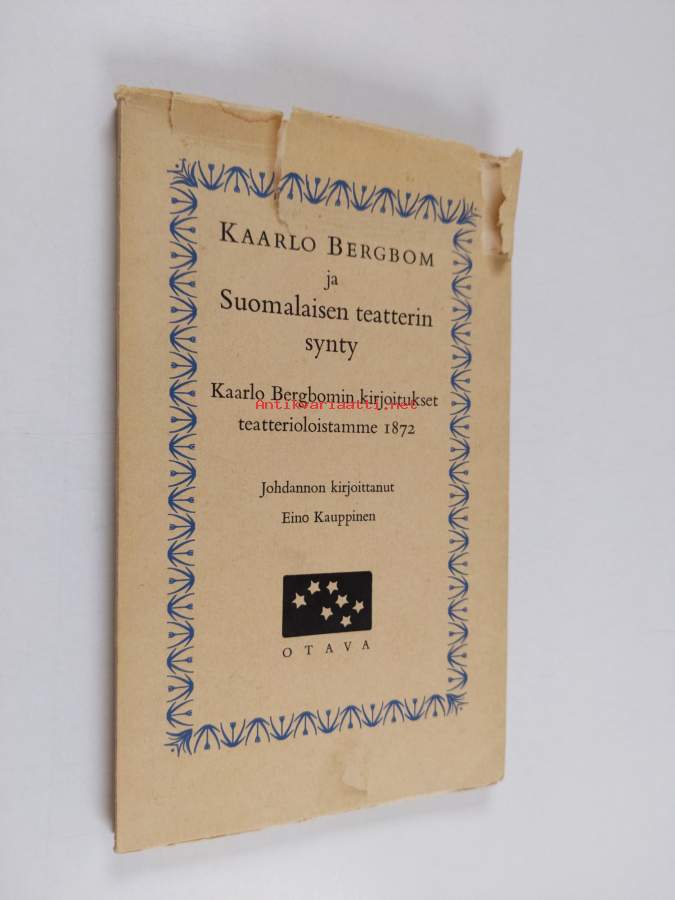 KAARLO BERGBOM
ja
Suomalaisen teatterin
synty
Kaarlo Bergbomin kirjoitukset
Antikvariaatti.net
teatterioloistamme 1872
Johdannon kirjoittanut
Eino Kauppinen
OTAVA